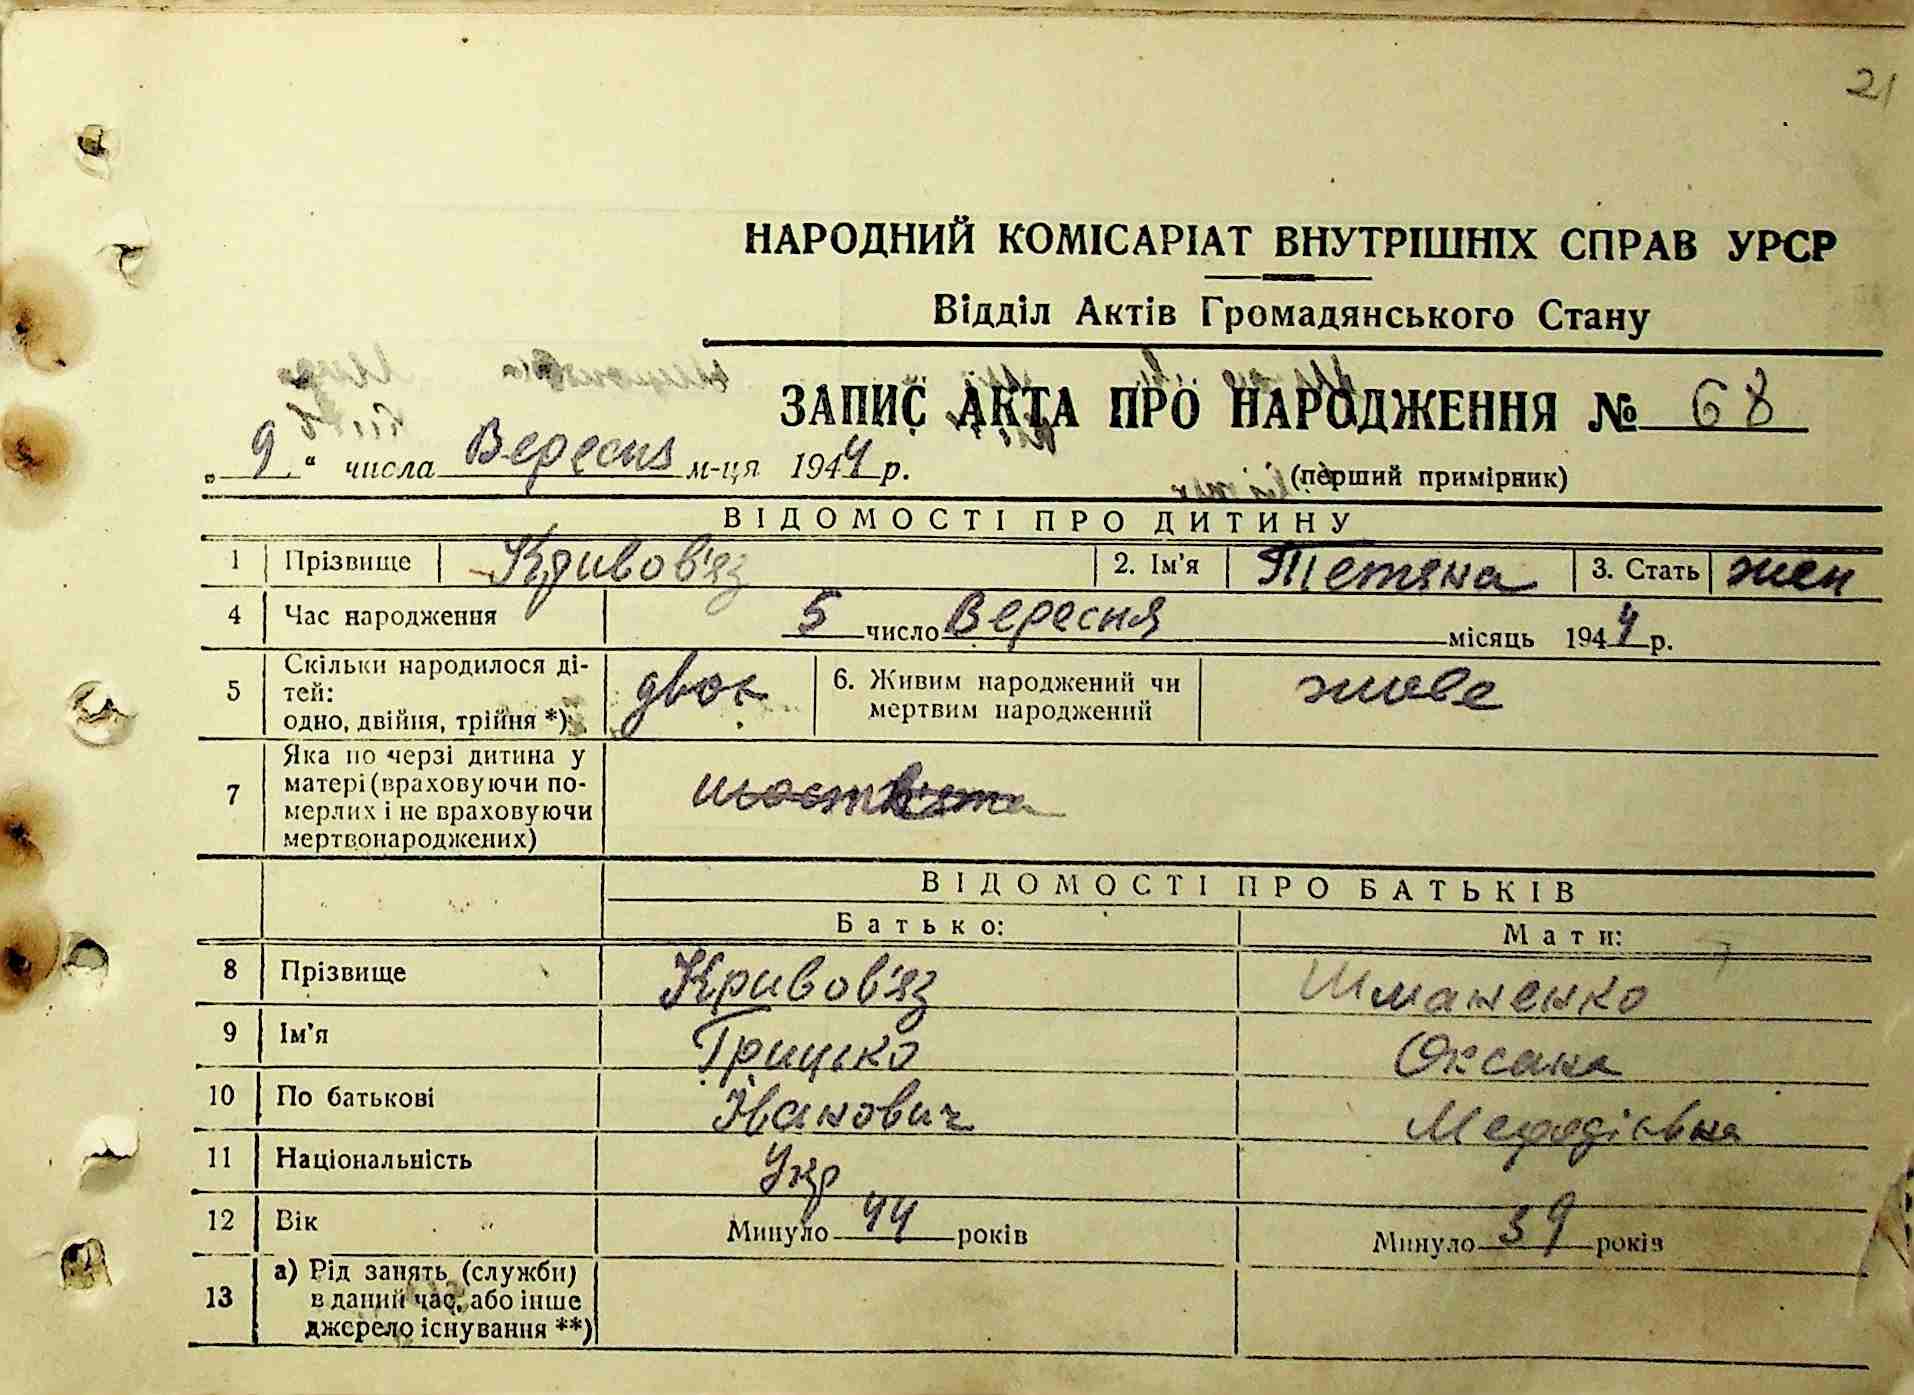 21
НАРОДНИЙ КОМІСАРІАТ ВНУТРІШНІХ СПРАВ УРСР
Відділ Актів Громадянського Стану
ЗАПИС АКТА ПРО НАРОДЖЕННЯ № 68
„ 9 “ числа Вересня м-ця 1944 р. (перший примірник)
ВІДОМОСТІ ПРО ДИТИНУ
1 Прізвище Кривов'яз 2. Ім'я Тетяна 3. Стать жен
4 Час народження 5 число Вересня місяць 1944 р.
5 Скільки народилося ді-
тей:
одно, двійня, трійня *) двоє 6. Живим народжений чи
мертвим народжений живе
7 Яка по черзі дитина у
матері (враховуючи по-
мерлих і не враховуючи
мертвонароджених)
ВІДОМОСТІ ПРО БАТЬКІВ
Батько: Мати:
8 Прізвище Кривов'яз Шманенко
9 Ім'я Грицько Оксана
10 По батькові Іванович Мефодієвна
11 Національність Укр
12 Вік Минуло 44 років Минуло 39 років
13 а) Рід занять (служби)
в даний час, або інше
джерело існування **)